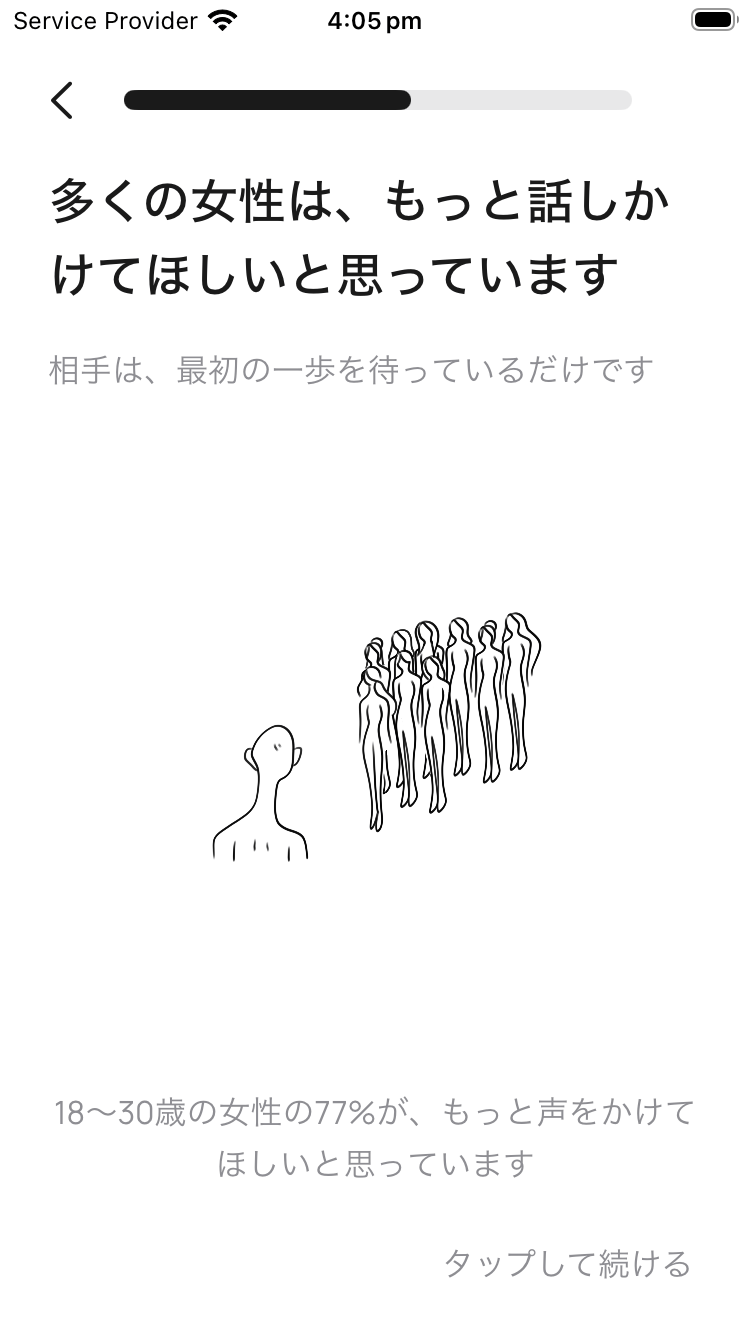 Service Provider 4:05 pm
多くの女性は、もっと話しか
けてほしいと思っています
相手は、最初の一歩を待っているだけです
18〜30歳の女性の77%が、もっと声をかけて
ほしいと思っています
タップして続ける